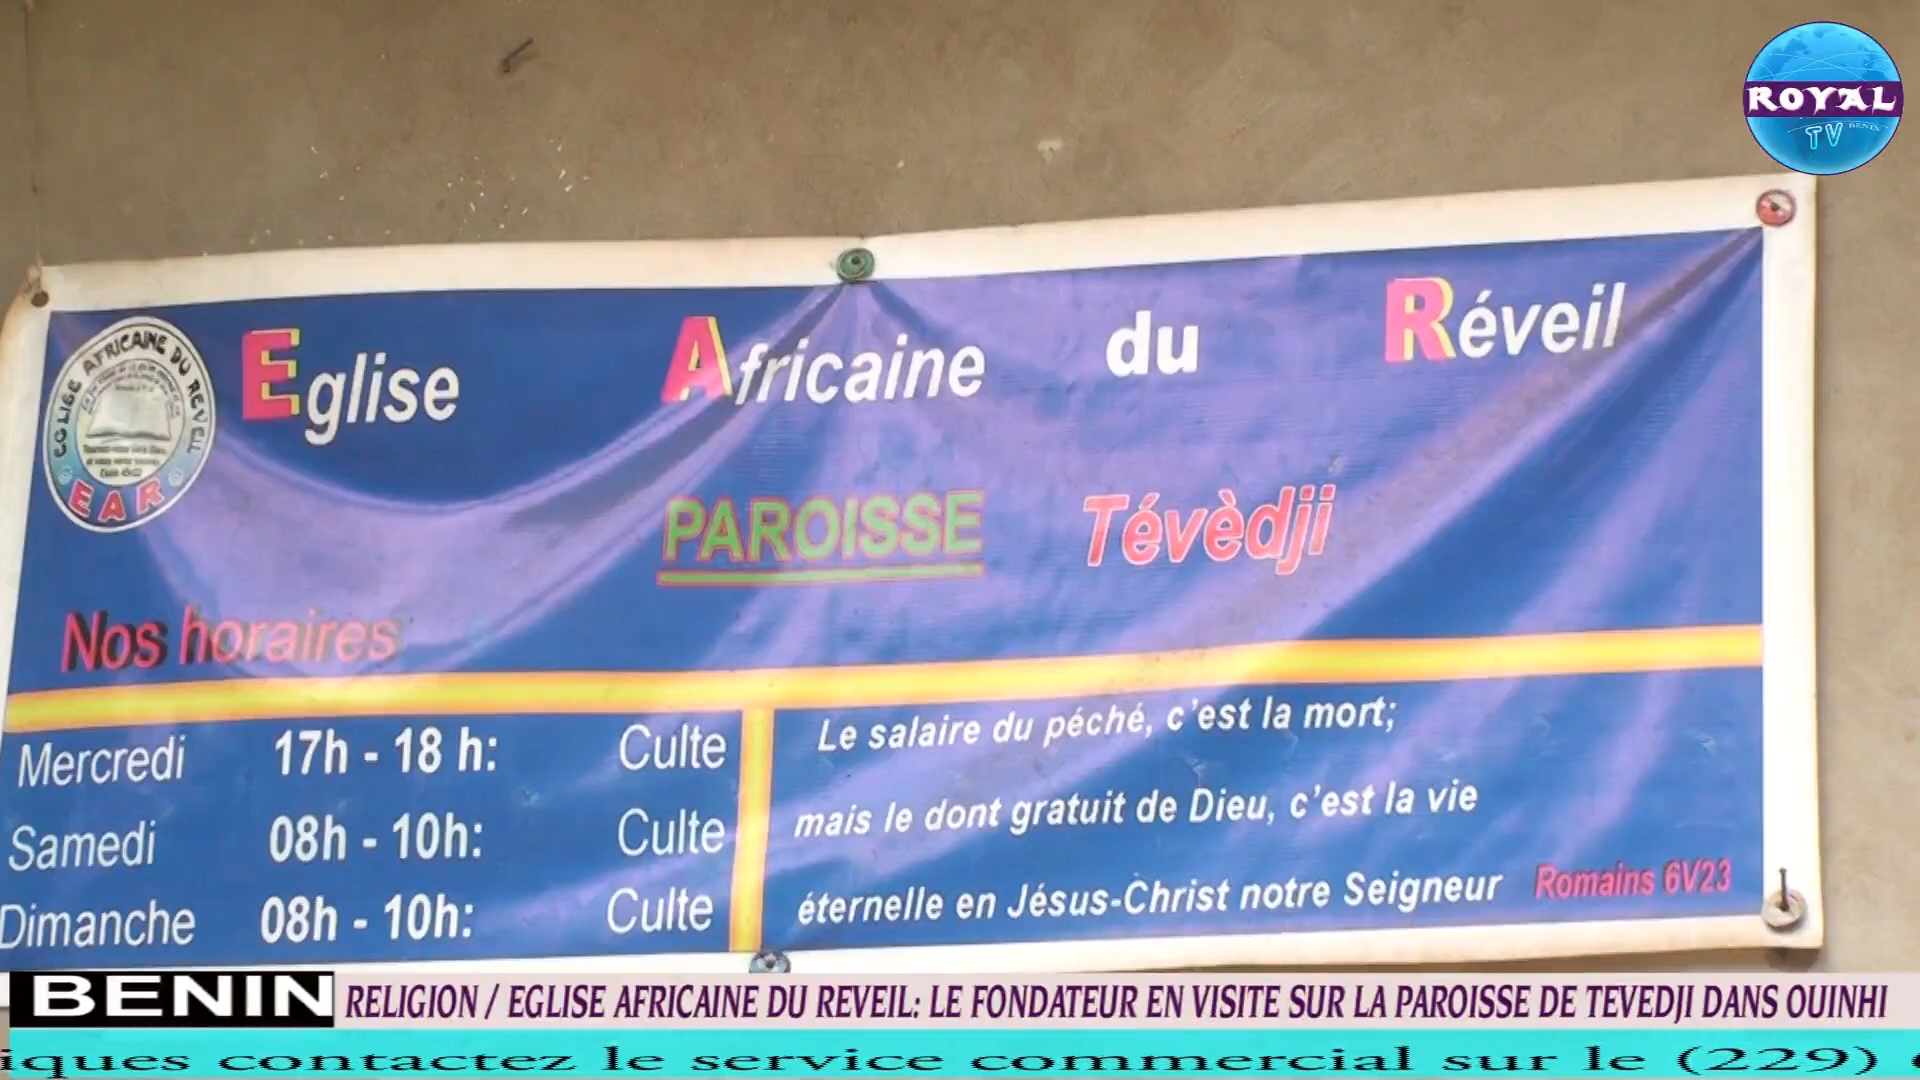 ROYAL
TV BENIN
Eglise Africaine du Réveil
EGLISE AFRICAINE DU REVEIL
EAR
PAROISSE Tévèdji
Nos horaires
Mercredi 17h - 18 h: Culte
Samedi 08h - 10h: Culte
Dimanche 08h - 10h: Culte
Le salaire du péché, c'est la mort;
mais le dont gratuit de Dieu, c'est la vie
éternelle en Jésus-Christ notre Seigneur Romains 6V23
BENIN RELIGION / EGLISE AFRICAINE DU REVEIL: LE FONDATEUR EN VISITE SUR LA PAROISSE DE TEVEDJI DANS OUINHI
iques contactez le service commercial sur le (229)